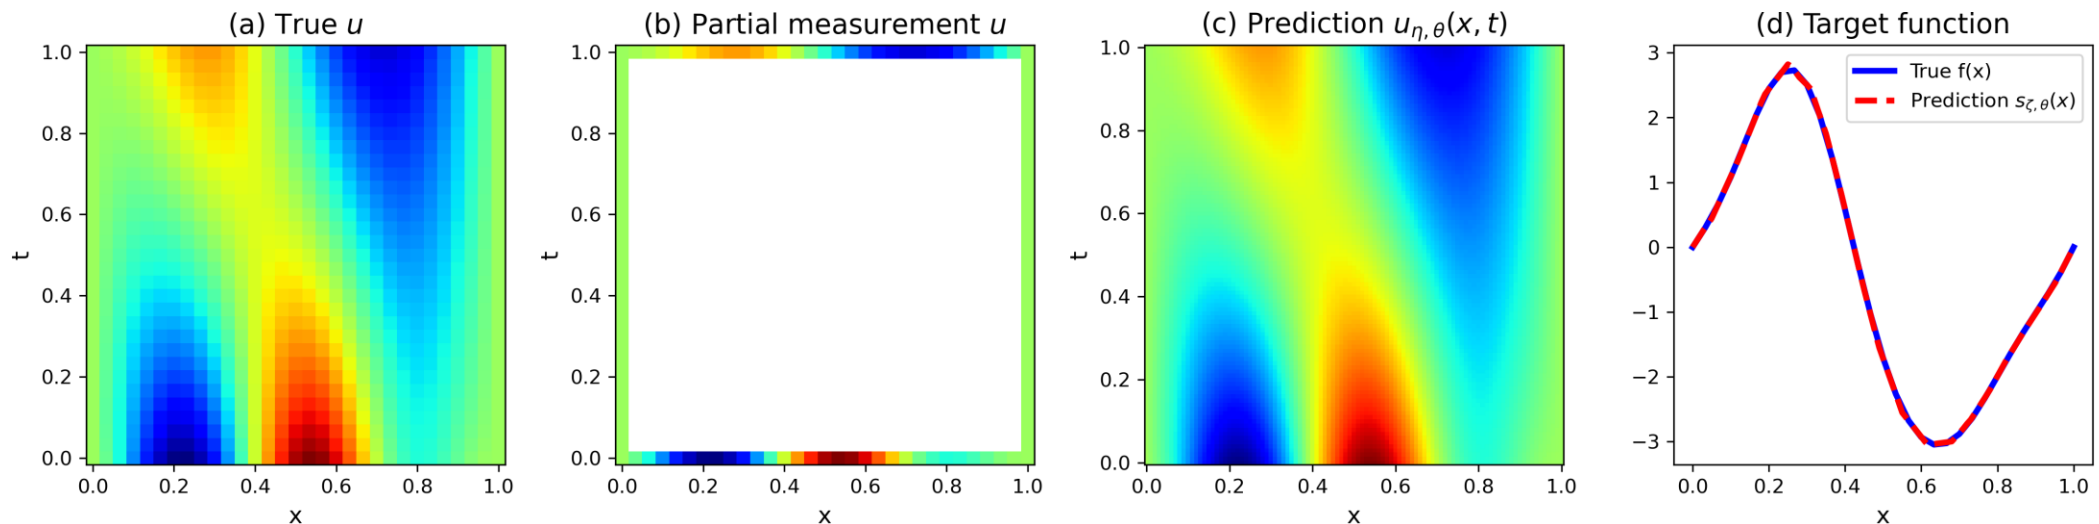 (a) True u
1.0
0.8
0.6
0.4
0.2
0.0
t
0.0 0.2 0.4 0.6 0.8 1.0
x
(b) Partial measurement u
1.0
0.8
0.6
0.4
0.2
0.0
t
0.0 0.2 0.4 0.6 0.8 1.0
x
(c) Prediction u_{η,θ}(x, t)
1.0
0.8
0.6
0.4
0.2
0.0
t
0.0 0.2 0.4 0.6 0.8 1.0
x
(d) Target function
3
2
1
0
−1
−2
−3
True f(x)
Prediction s_{ζ,θ}(x)
0.0 0.2 0.4 0.6 0.8 1.0
x